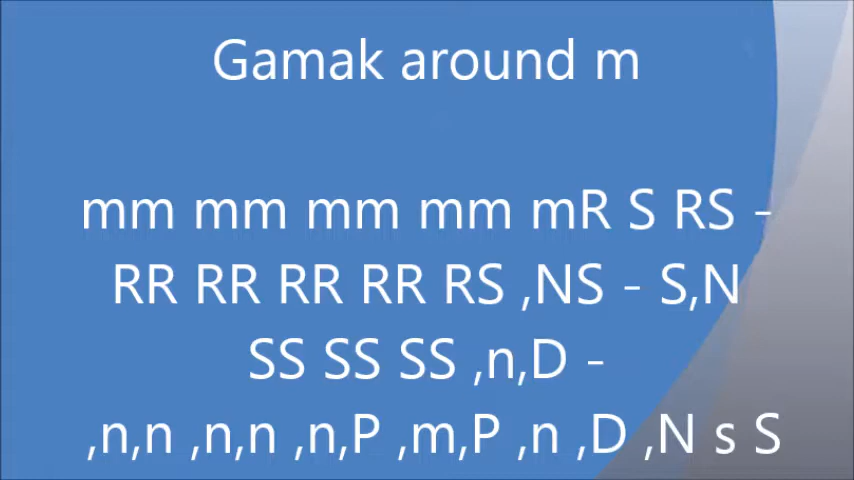 Gamak around m
mm mm mm mm mR S RS -
RR RR RR RR RS ,NS - S,N
SS SS SS ,n,D -
,n,n ,n,n ,n,P ,m,P ,n ,D ,N s S